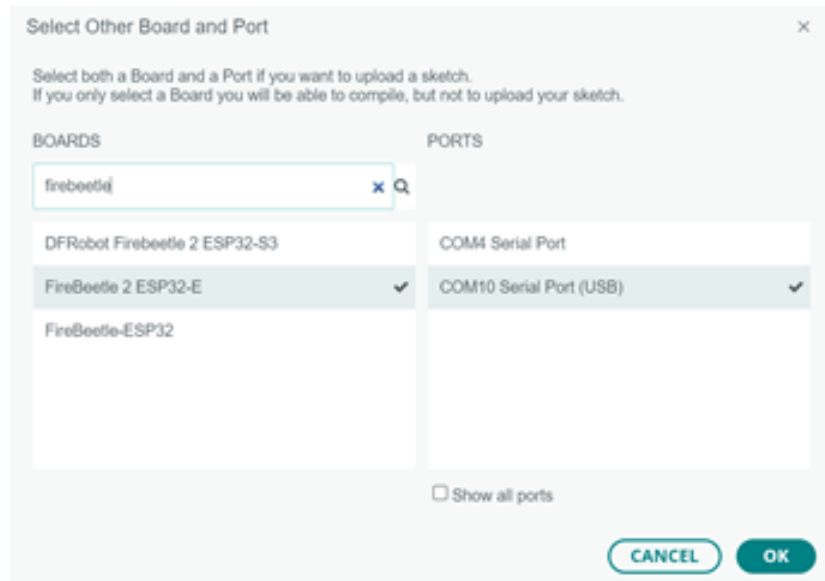 Select Other Board and Port
Select both a Board and a Port if you want to upload a sketch.
If you only select a Board you will be able to compile, but not to upload your sketch.
BOARDS
PORTS
firebeetle
DFRobot Firebeetle 2 ESP32-S3
COM4 Serial Port
FireBeetle 2 ESP32-E
COM10 Serial Port (USB)
FireBeetle-ESP32
Show all ports
CANCEL
OK